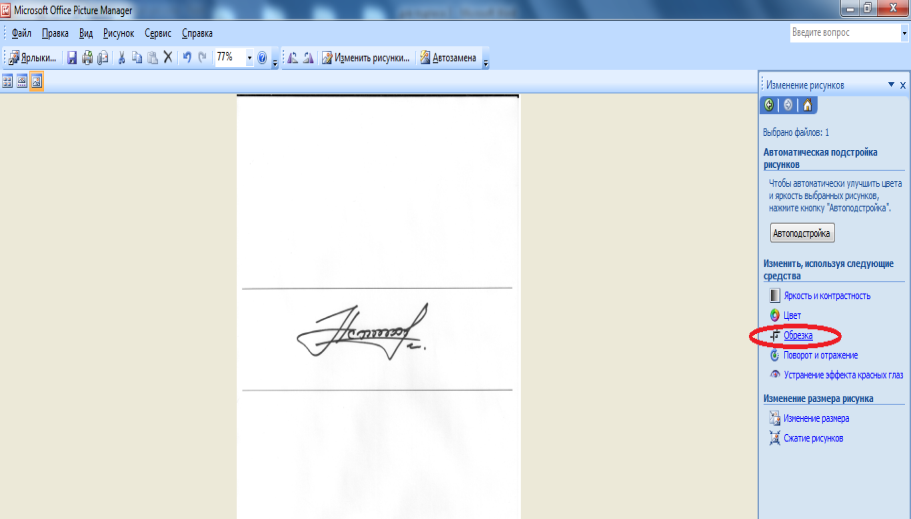 Microsoft Office Picture Manager
Файл Правка Вид Рисунок Сервис Справка
Введите вопрос
Ярлыки... 77% Изменить рисунки... Автозамена
Изменение рисунков
Выбрано файлов: 1
Автоматическая подстройка
рисунков
Чтобы автоматически улучшить цвета
и яркость выбранных рисунков,
нажмите кнопку "Автоподстройка".
Автоподстройка
Изменить, используя следующие
средства
Яркость и контрастность
Цвет
Обрезка
Поворот и отражение
Устранение эффекта красных глаз
Изменение размера рисунка
Изменение размера
Сжатие рисунков